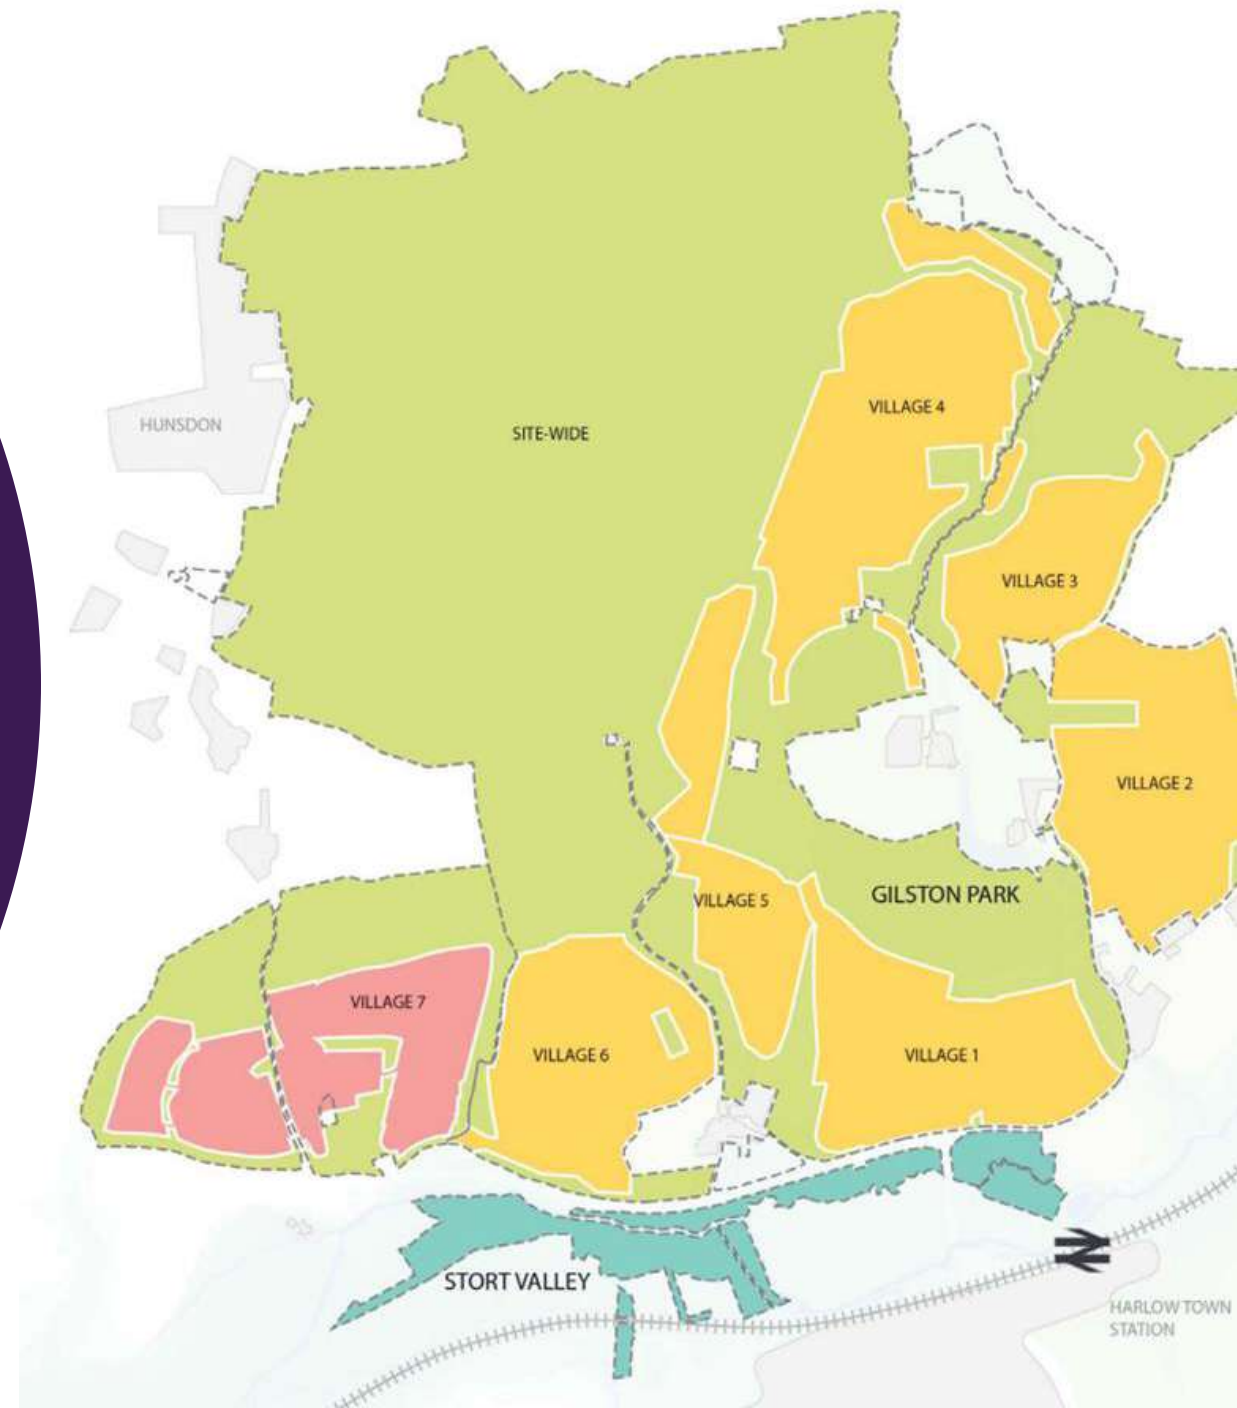 VILLAGE 4
HUNSDON
SITE-WIDE
VILLAGE 3
VILLAGE 2
GILSTON PARK
VILLAGE 5
VILLAGE 7
VILLAGE 6
VILLAGE 1
STORT VALLEY
HARLOW TOWN
STATION